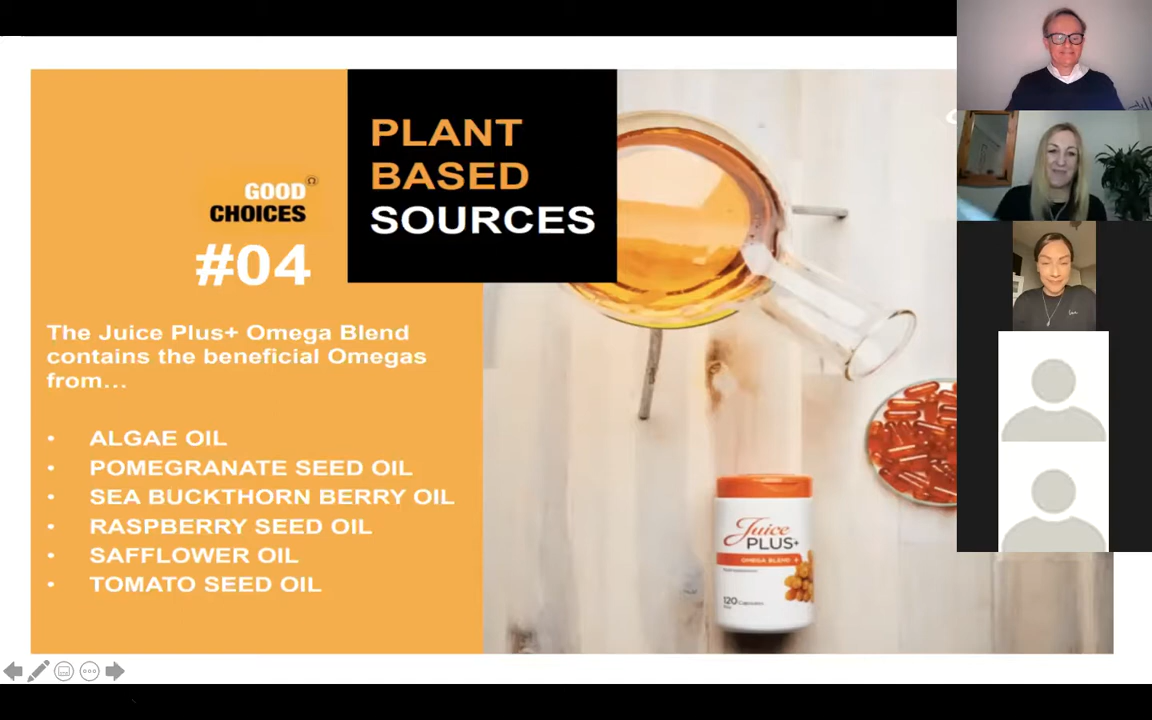 PLANT
BASED
SOURCES
GOOD
CHOICES
#04
The Juice Plus+ Omega Blend
contains the beneficial Omegas
from...
• ALGAE OIL
• POMEGRANATE SEED OIL
• SEA BUCKTHORN BERRY OIL
• RASPBERRY SEED OIL
• SAFFLOWER OIL
• TOMATO SEED OIL
Juice
PLUS+
OMEGA BLEND
120 Capsules